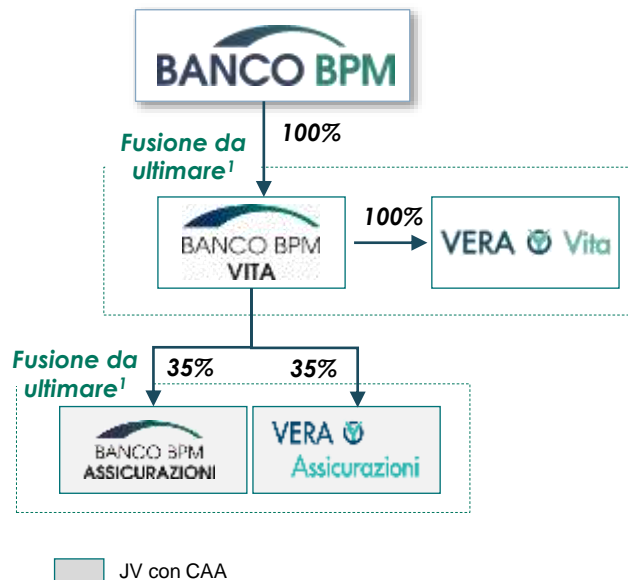 BANCO BPM
100%
Fusione da
ultimare¹
BANCO BPM
VITA
100%
VERA Vita
Fusione da
ultimare¹
35%
35%
BANCO BPM
ASSICURAZIONI
VERA
Assicurazioni
JV con CAA